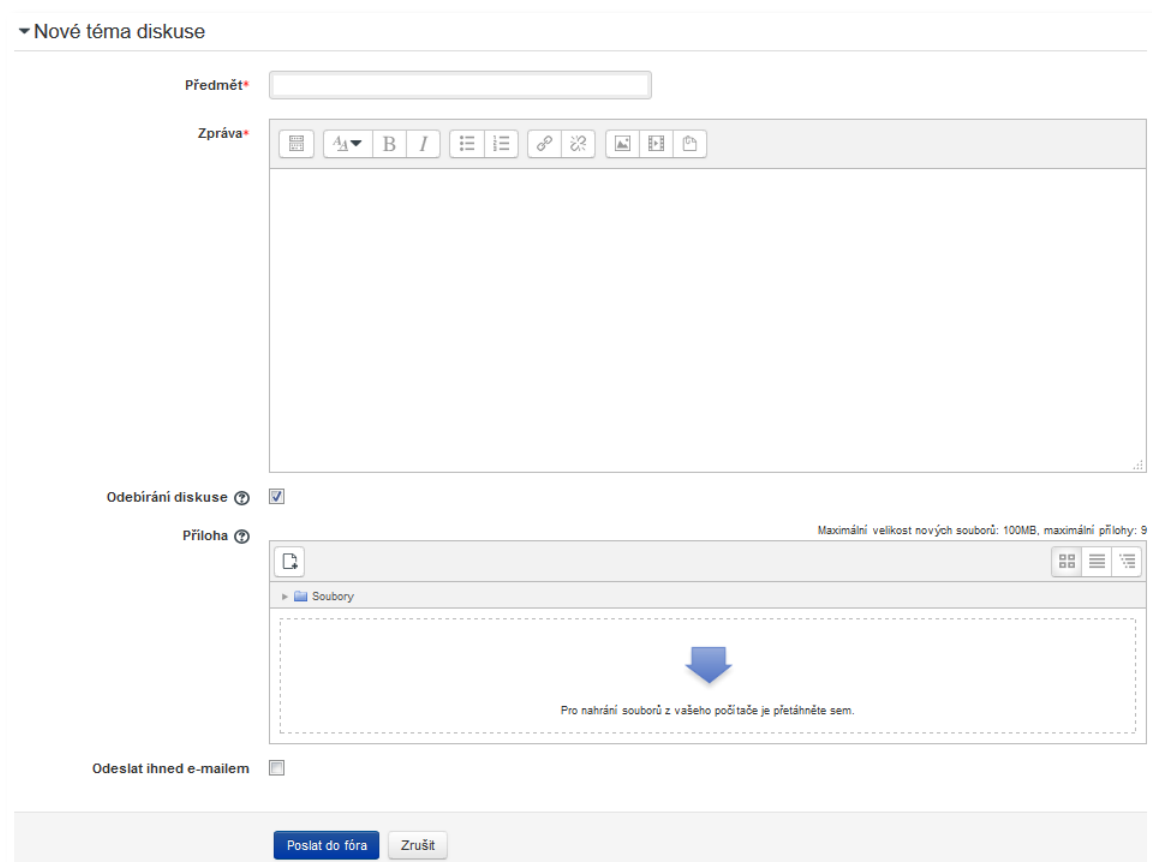 Nové téma diskuse
Předmět*
Zpráva*
Odebírání diskuse
Příloha
Maximální velikost nových souborů: 100MB, maximální přílohy: 9
Soubory
Pro nahrání souborů z vašeho počítače je přetáhněte sem.
Odeslat ihned e-mailem
Poslat do fóra Zrušit